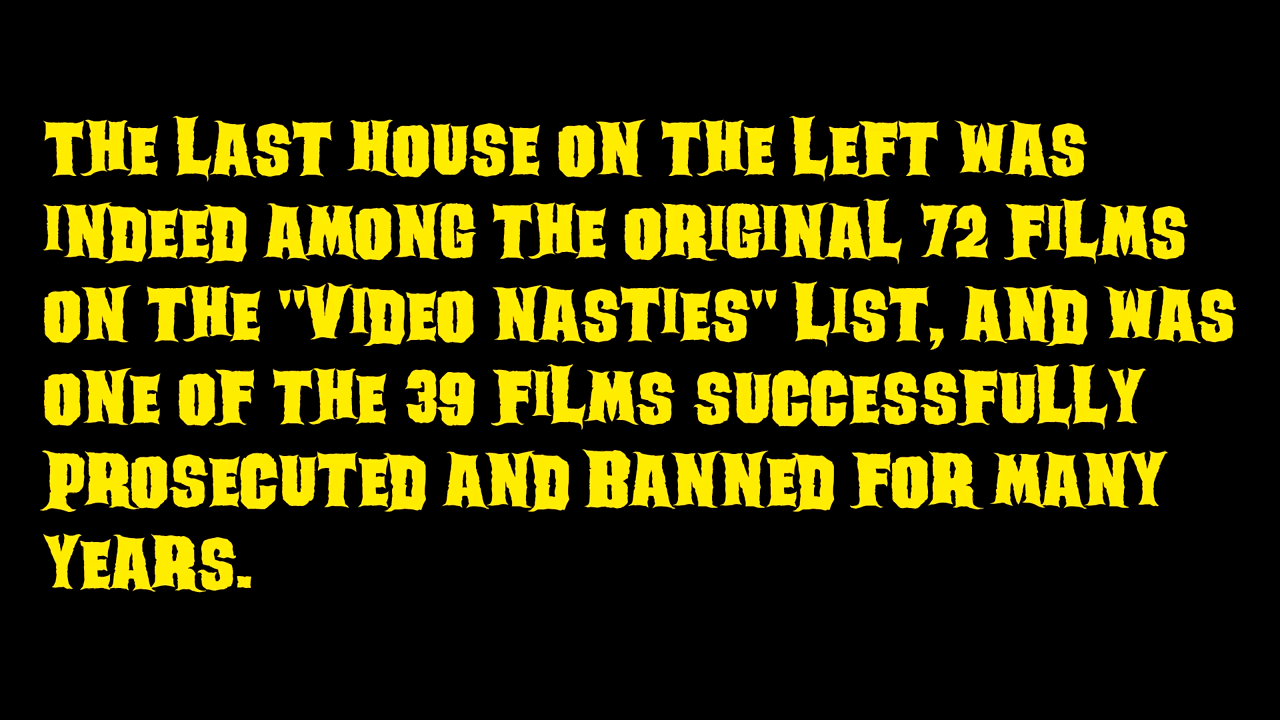 THE LAST HOUSE ON THE LEFT WAS
INDEED AMONG THE ORIGINAL 72 FILMS
ON THE "VIDEO NASTIES" LIST, AND WAS
ONE OF THE 39 FILMS SUCCESSFULLY
PROSECUTED AND BANNED FOR MANY
YEARS.